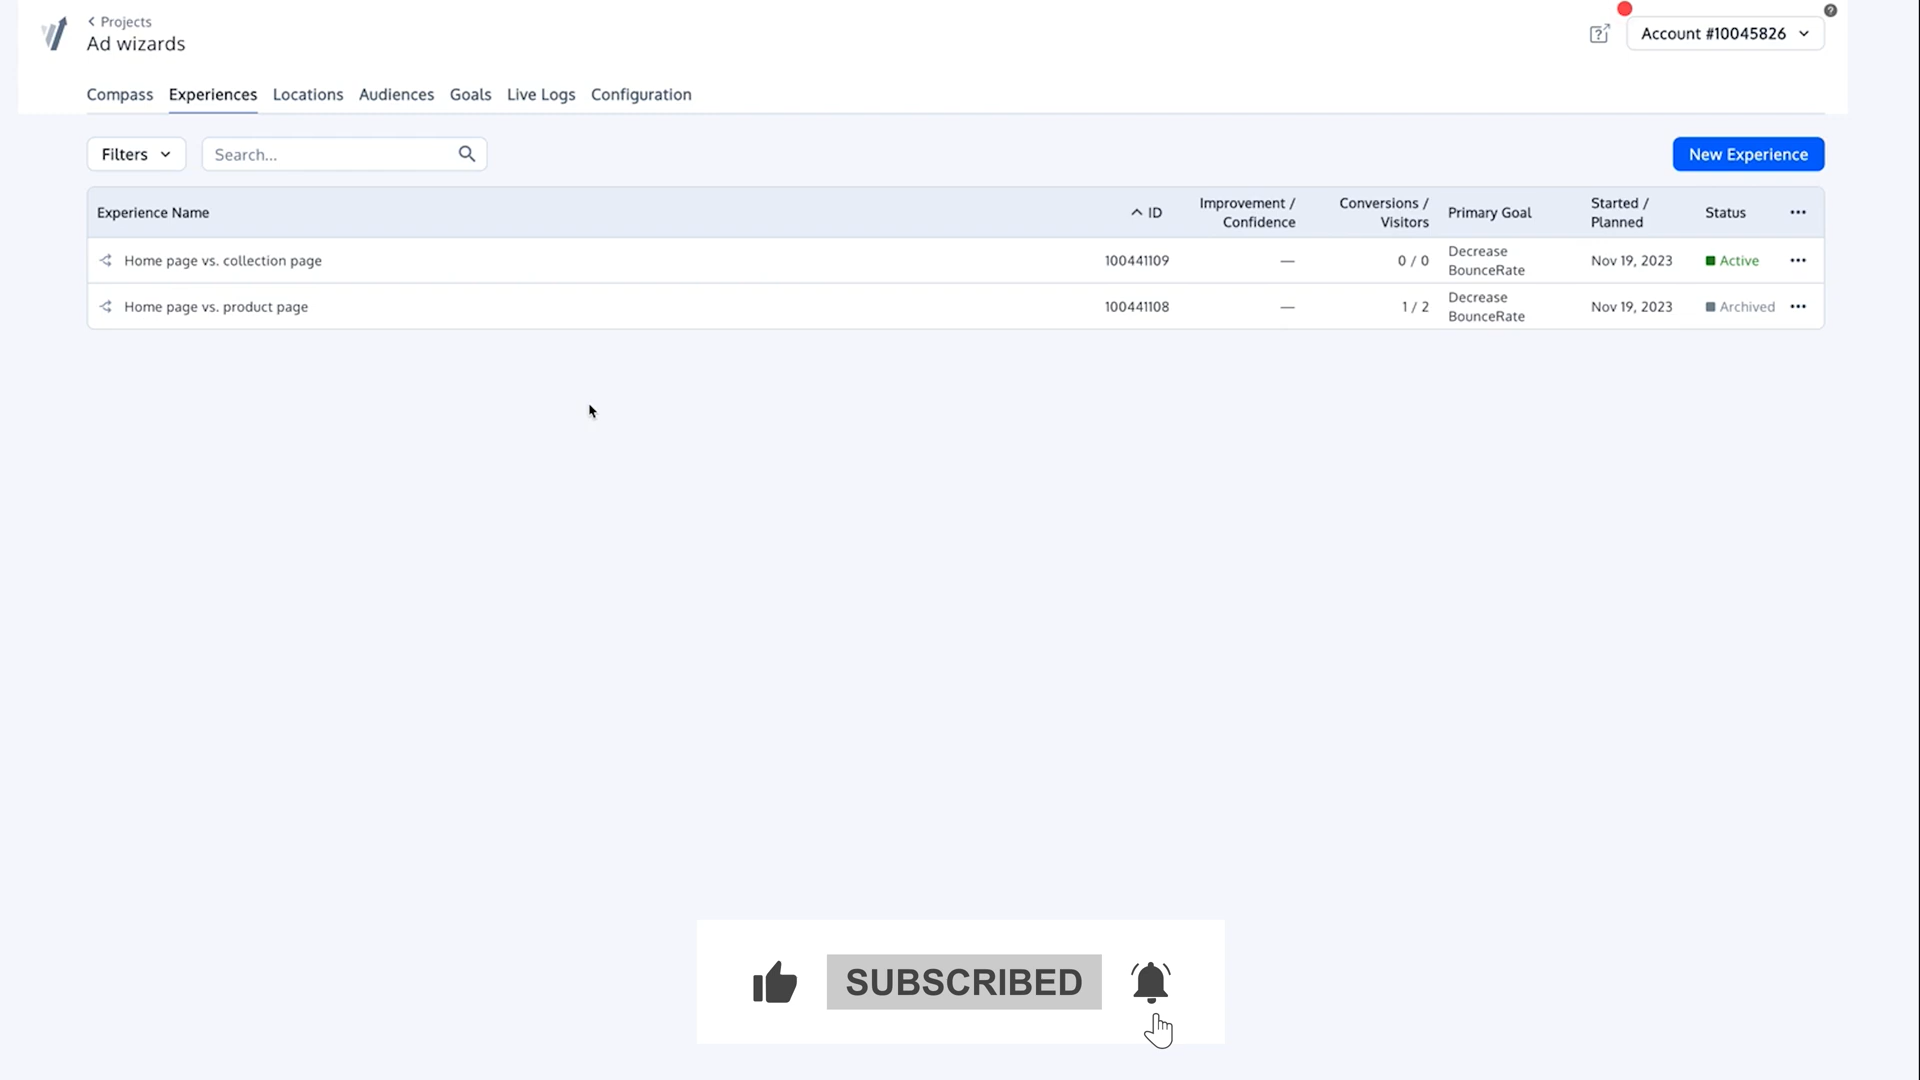 Projects
Ad wizards
Account #10045826
Compass Experiences Locations Audiences Goals Live Logs Configuration
Filters Search... New Experience
Experience Name ID Improvement / Confidence Conversions / Visitors Primary Goal Started / Planned Status
Home page vs. collection page 100441109 — 0 / 0 Decrease BounceRate Nov 19, 2023 Active
Home page vs. product page 100441108 — 1 / 2 Decrease BounceRate Nov 19, 2023 Archived
SUBSCRIBED